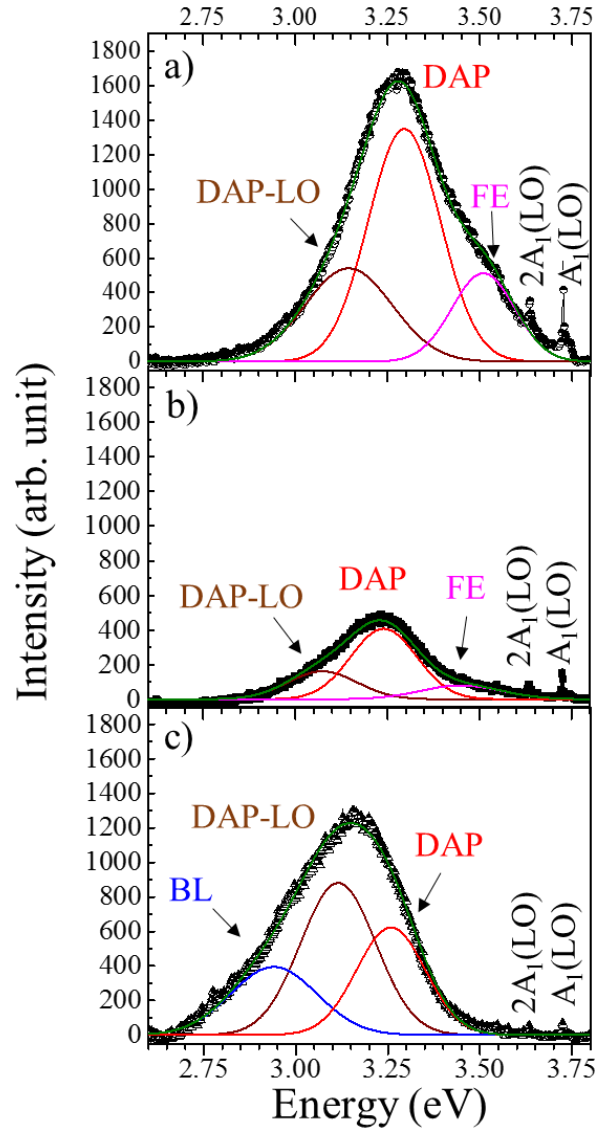 2.75 3.00 3.25 3.50 3.75
a)
DAP
DAP-LO
FE
2A₁(LO)
A₁(LO)
1800
1600
1400
1200
1000
800
600
400
200
0
b)
DAP-LO
DAP
FE
2A₁(LO)
A₁(LO)
1800
1600
1400
1200
1000
800
600
400
200
0
c)
DAP-LO
DAP
BL
2A₁(LO)
A₁(LO)
1800
1600
1400
1200
1000
800
600
400
200
0
Intensity (arb. unit)
2.75 3.00 3.25 3.50 3.75
Energy (eV)